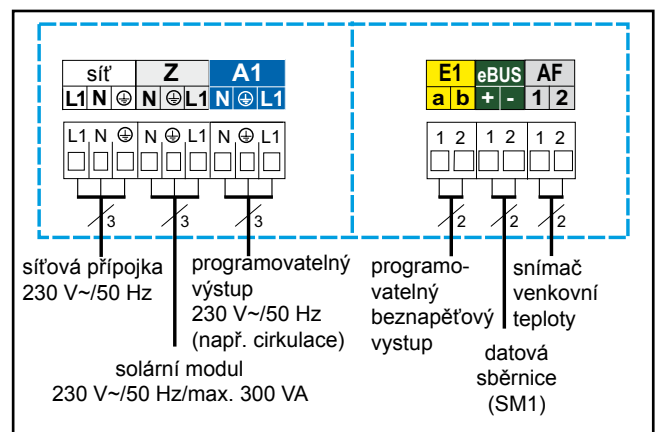 síť Z A1
L1 N ⏚ N ⏚ L1 N ⏚ L1
L1 N ⏚ N ⏚ L1 N ⏚ L1
3 3 3
síťová přípojka
230 V~/50 Hz
programovatelný
výstup
230 V~/50 Hz
(např. cirkulace)
solární modul
230 V~/50 Hz/max. 300 VA
E1 eBUS AF
a b + - 1 2
1 2 1 2 1 2
2 2 2
programo-
vatelný
beznapěťový
vystup
datová
sběrnice
(SM1)
snímač
venkovní
teploty